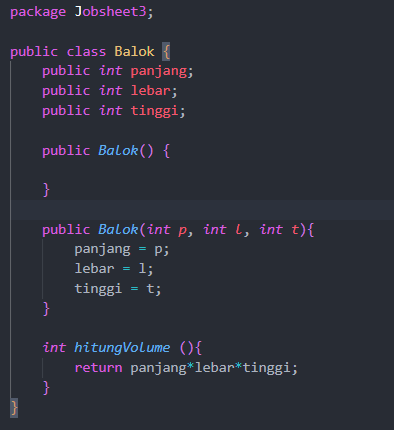 package Jobsheet3;
public class Balok {
public int panjang;
public int lebar;
public int tinggi;
public Balok() {
}
public Balok(int p, int l, int t){
panjang = p;
lebar = l;
tinggi = t;
}
int hitungVolume (){
return panjang*lebar*tinggi;
}
}